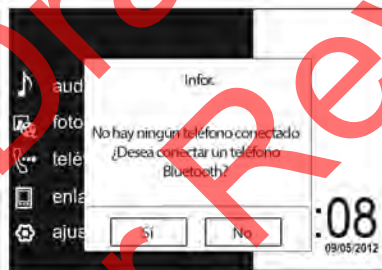 Infor.
No hay ningún teléfono conectado
¿Desea conectar un teléfono
Bluetooth?
Sí
No
aud
foto
telé
enla
ajus
:08
09/05/2012